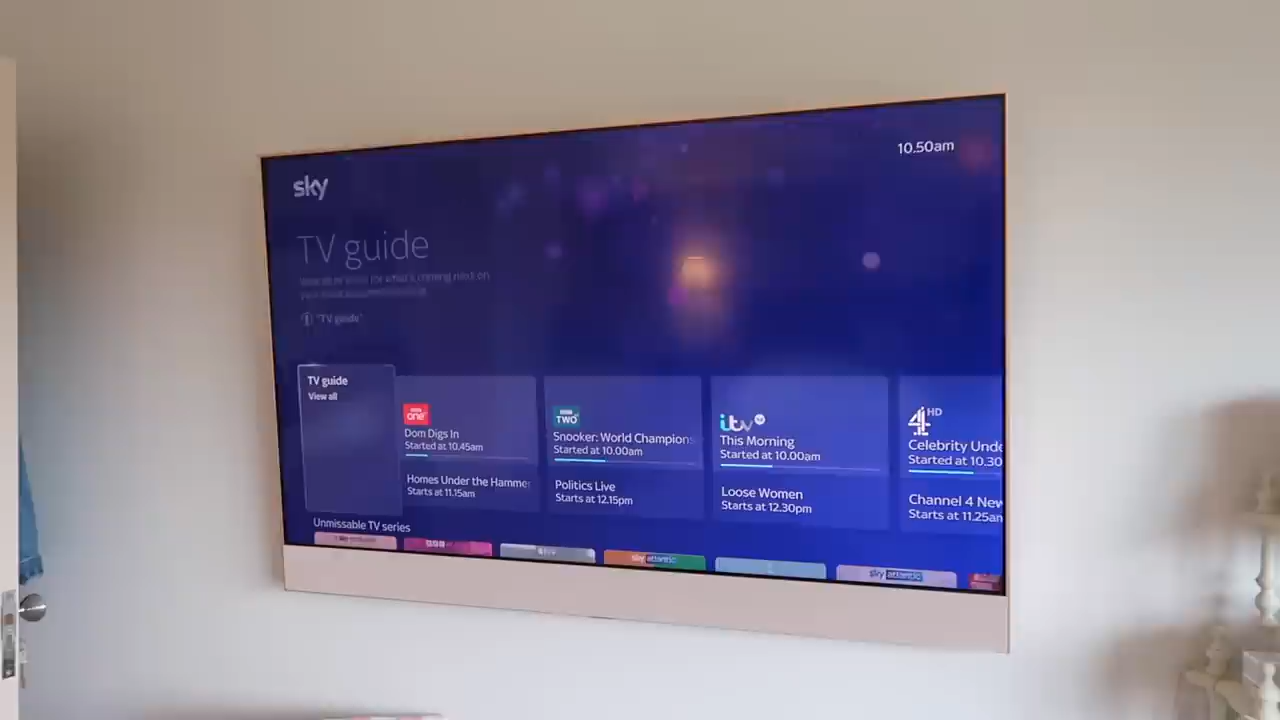 10.50am
sky
TV guide
"TV guide"
TV guide
View all
BBC
one
Dom Digs In
Started at 10.45am
Homes Under the Hammer
Starts at 11.15am
BBC
TWO
Snooker: World Champion
Started at 10.00am
Politics Live
Starts at 12.15pm
itv
This Morning
Started at 10.00am
Loose Women
Starts at 12.30pm
4 HD
Celebrity Unde
Started at 10.30
Channel 4 New
Starts at 11.25am
Unmissable TV series
sky atlantic
sky atlantic